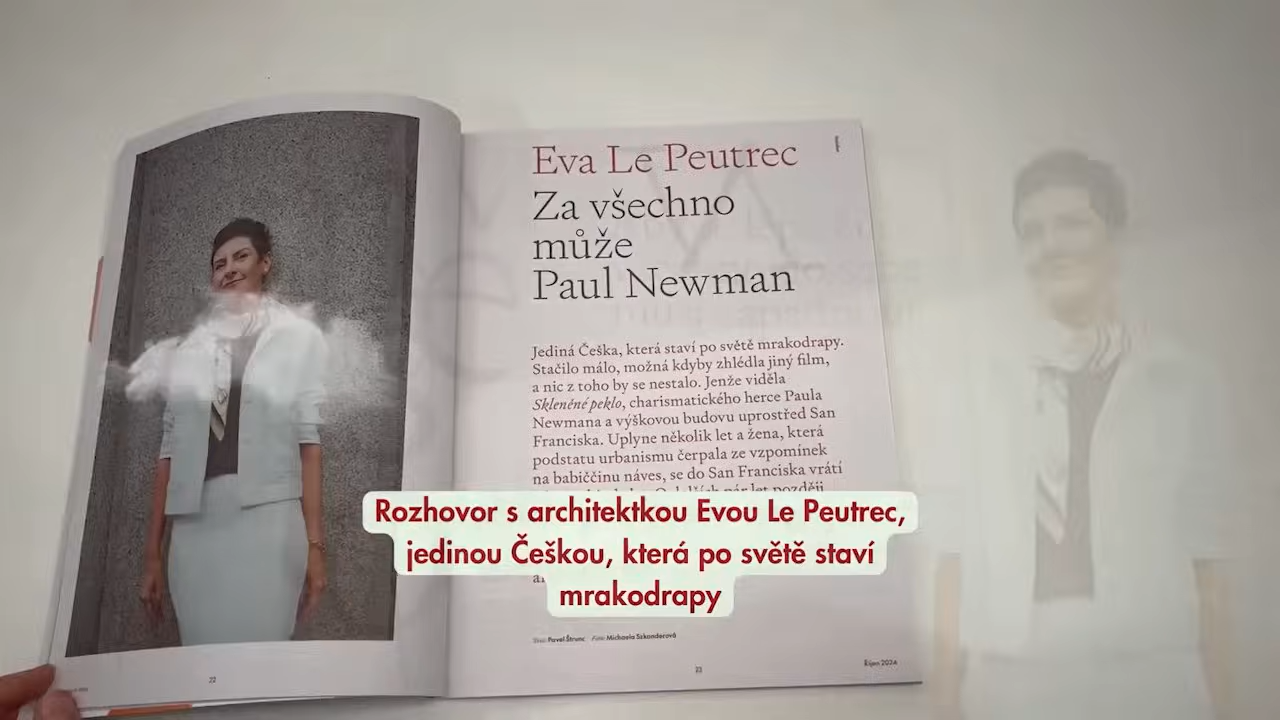 Eva Le Peutrec
Za všechno
může
Paul Newman
Jediná Češka, která staví po světě mrakodrapy.
Stačilo málo, možná kdyby zhlédla jiný film,
a nic z toho by se nestalo. Jenže viděla
Skleněné peklo, charismatického herce Paula
Newmana a výškovou budovu uprostřed San
Franciska. Uplyne několik let a žena, která
podstatu urbanismu čerpala ze vzpomínek
na babiččinu náves, se do San Franciska vrátí
Rozhovor s architektkou Evou Le Peutrec,
jedinou Češkou, která po světě staví
mrakodrapy
Pavel Štrunc Foto Michaela Szkanderová
22
23
Říjen 2024